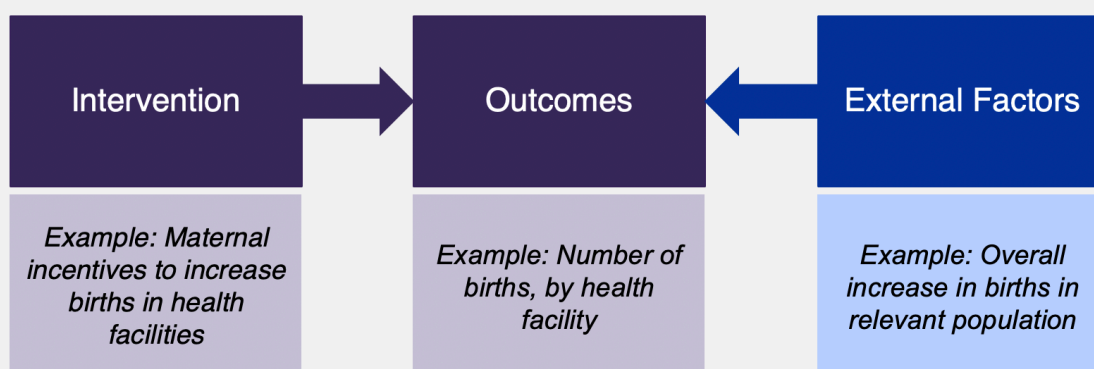 Intervention
Outcomes
External Factors
Example: Maternal
incentives to increase
births in health
facilities
Example: Number of
births, by health
facility
Example: Overall
increase in births in
relevant population